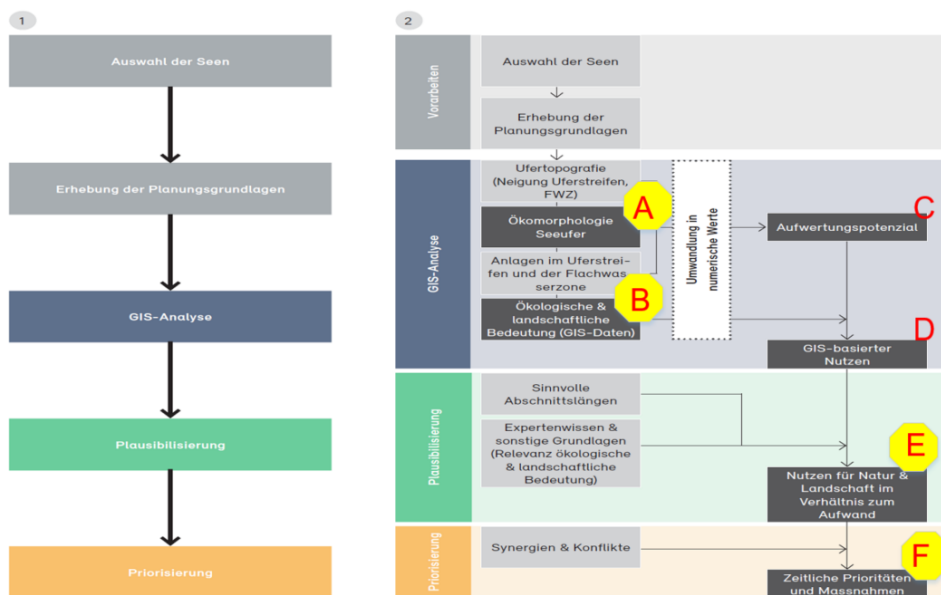 1
Auswahl der Seen
Erhebung der Planungsgrundlagen
GIS-Analyse
Plausibilisierung
Priorisierung
2
Vorarbeiten
Auswahl der Seen
Erhebung der
Planungsgrundlagen
GIS-Analyse
Ufertopografie
(Neigung Uferstreifen,
FWZ)
A
Ökomorphologie
Seeufer
Anlagen im Uferstrei-
fen und der Flachwas
serzone
B
Ökologische &
landschaftliche
Bedeutung (GIS-Daten)
Umwandlung in
numerische Werte
C
Aufwertungspotenzial
D
GIS-basierter
Nutzen
Plausibilisierung
Sinnvolle
Abschnittslängen
Expertenwissen &
sonstige Grundlagen
(Relevanz ökologische
& landschaftliche
Bedeutung)
E
Nutzen für Natur &
Landschaft im
Verhältnis zum
Aufwand
Priorisierung
Synergien & Konflikte
F
Zeitliche Prioritäten
und Massnahmen